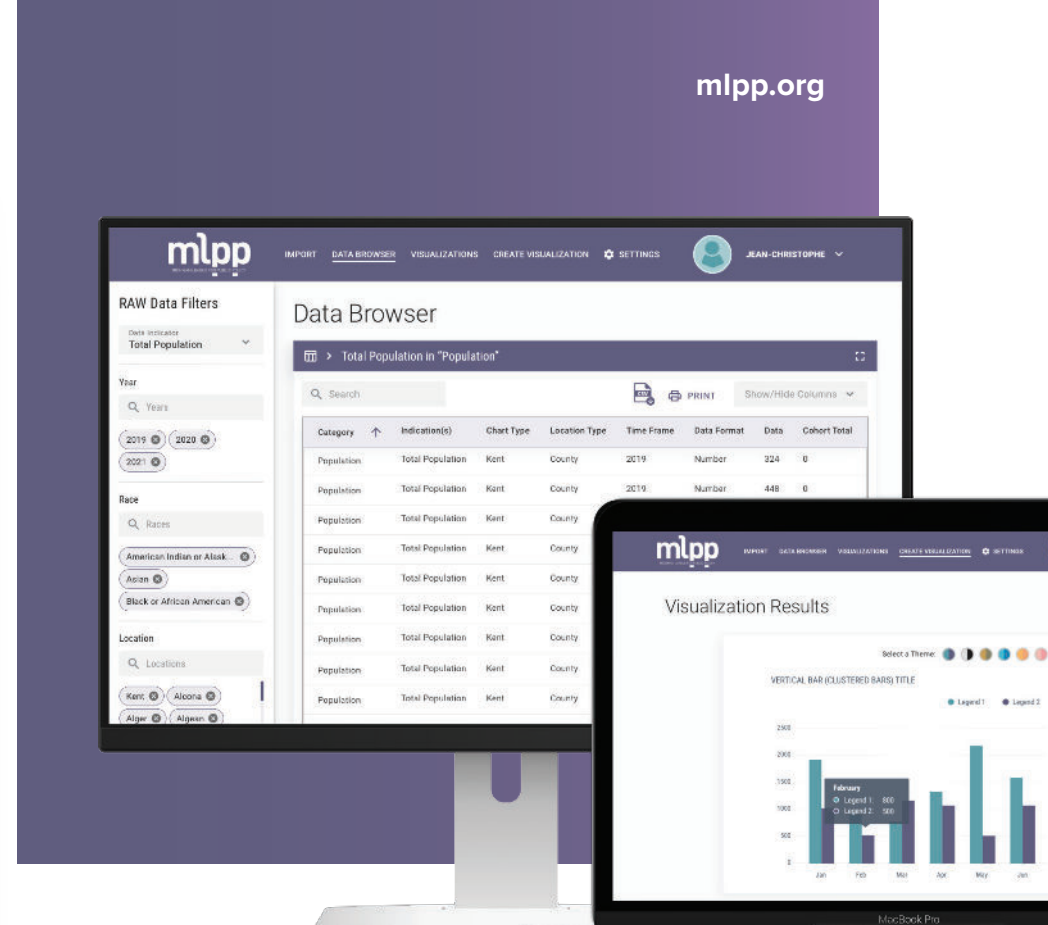 mlpp.org
mlpp
IMPORT DATA BROWSER VISUALIZATIONS CREATE VISUALIZATION SETTINGS JEAN-CHRISTOPHE
RAW Data Filters
Data Indicator
Total Population
Year
Years
2019 2020
2021
Race
Races
American Indian or Alask...
Asian
Black or African American
Location
Locations
Kent Alcona
Alger Algean
Data Browser
Total Population in "Population"
Search PRINT Show/Hide Columns
Category Indication(s) Chart Type Location Type Time Frame Data Format Data Cohort Total
Population Total Population Kent County 2019 Number 324 0
Population Total Population Kent County 2019 Number 448 0
Population Total Population Kent County
Population Total Population Kent County
Population Total Population Kent County
Population Total Population Kent County
Population Total Population Kent County
Population Total Population Kent County
Population Total Population Kent County
mlpp
IMPORT DATA BROWSER VISUALIZATIONS CREATE VISUALIZATION SETTINGS
Visualization Results
Select a Theme:
VERTICAL BAR (CLUSTERED BARS) TITLE
Legend 1 Legend 2
2500
2000
1500
1000
500
0
February
Legend 1: 800
Legend 2: 500
Jan Feb Mar Apr May Jun
MacBook Pro